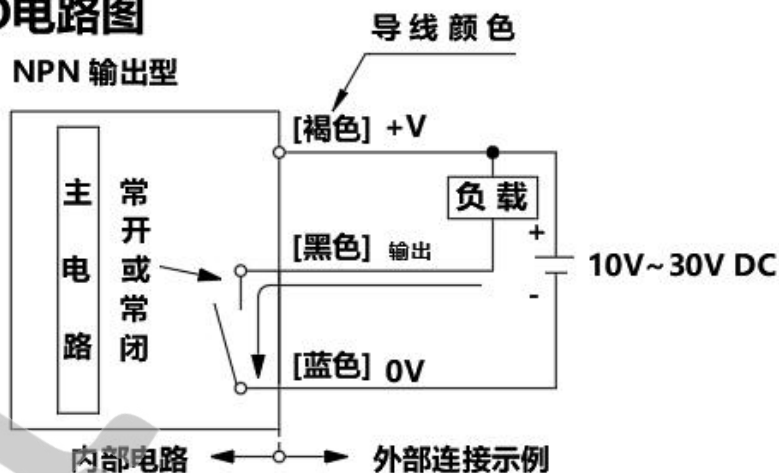 电路图
导线颜色
NPN 输出型
[褐色] +V
主电路
常开或常闭
负载
+
[黑色] 输出
10V~30V DC
-
[蓝色] 0V
内部电路
外部连接示例